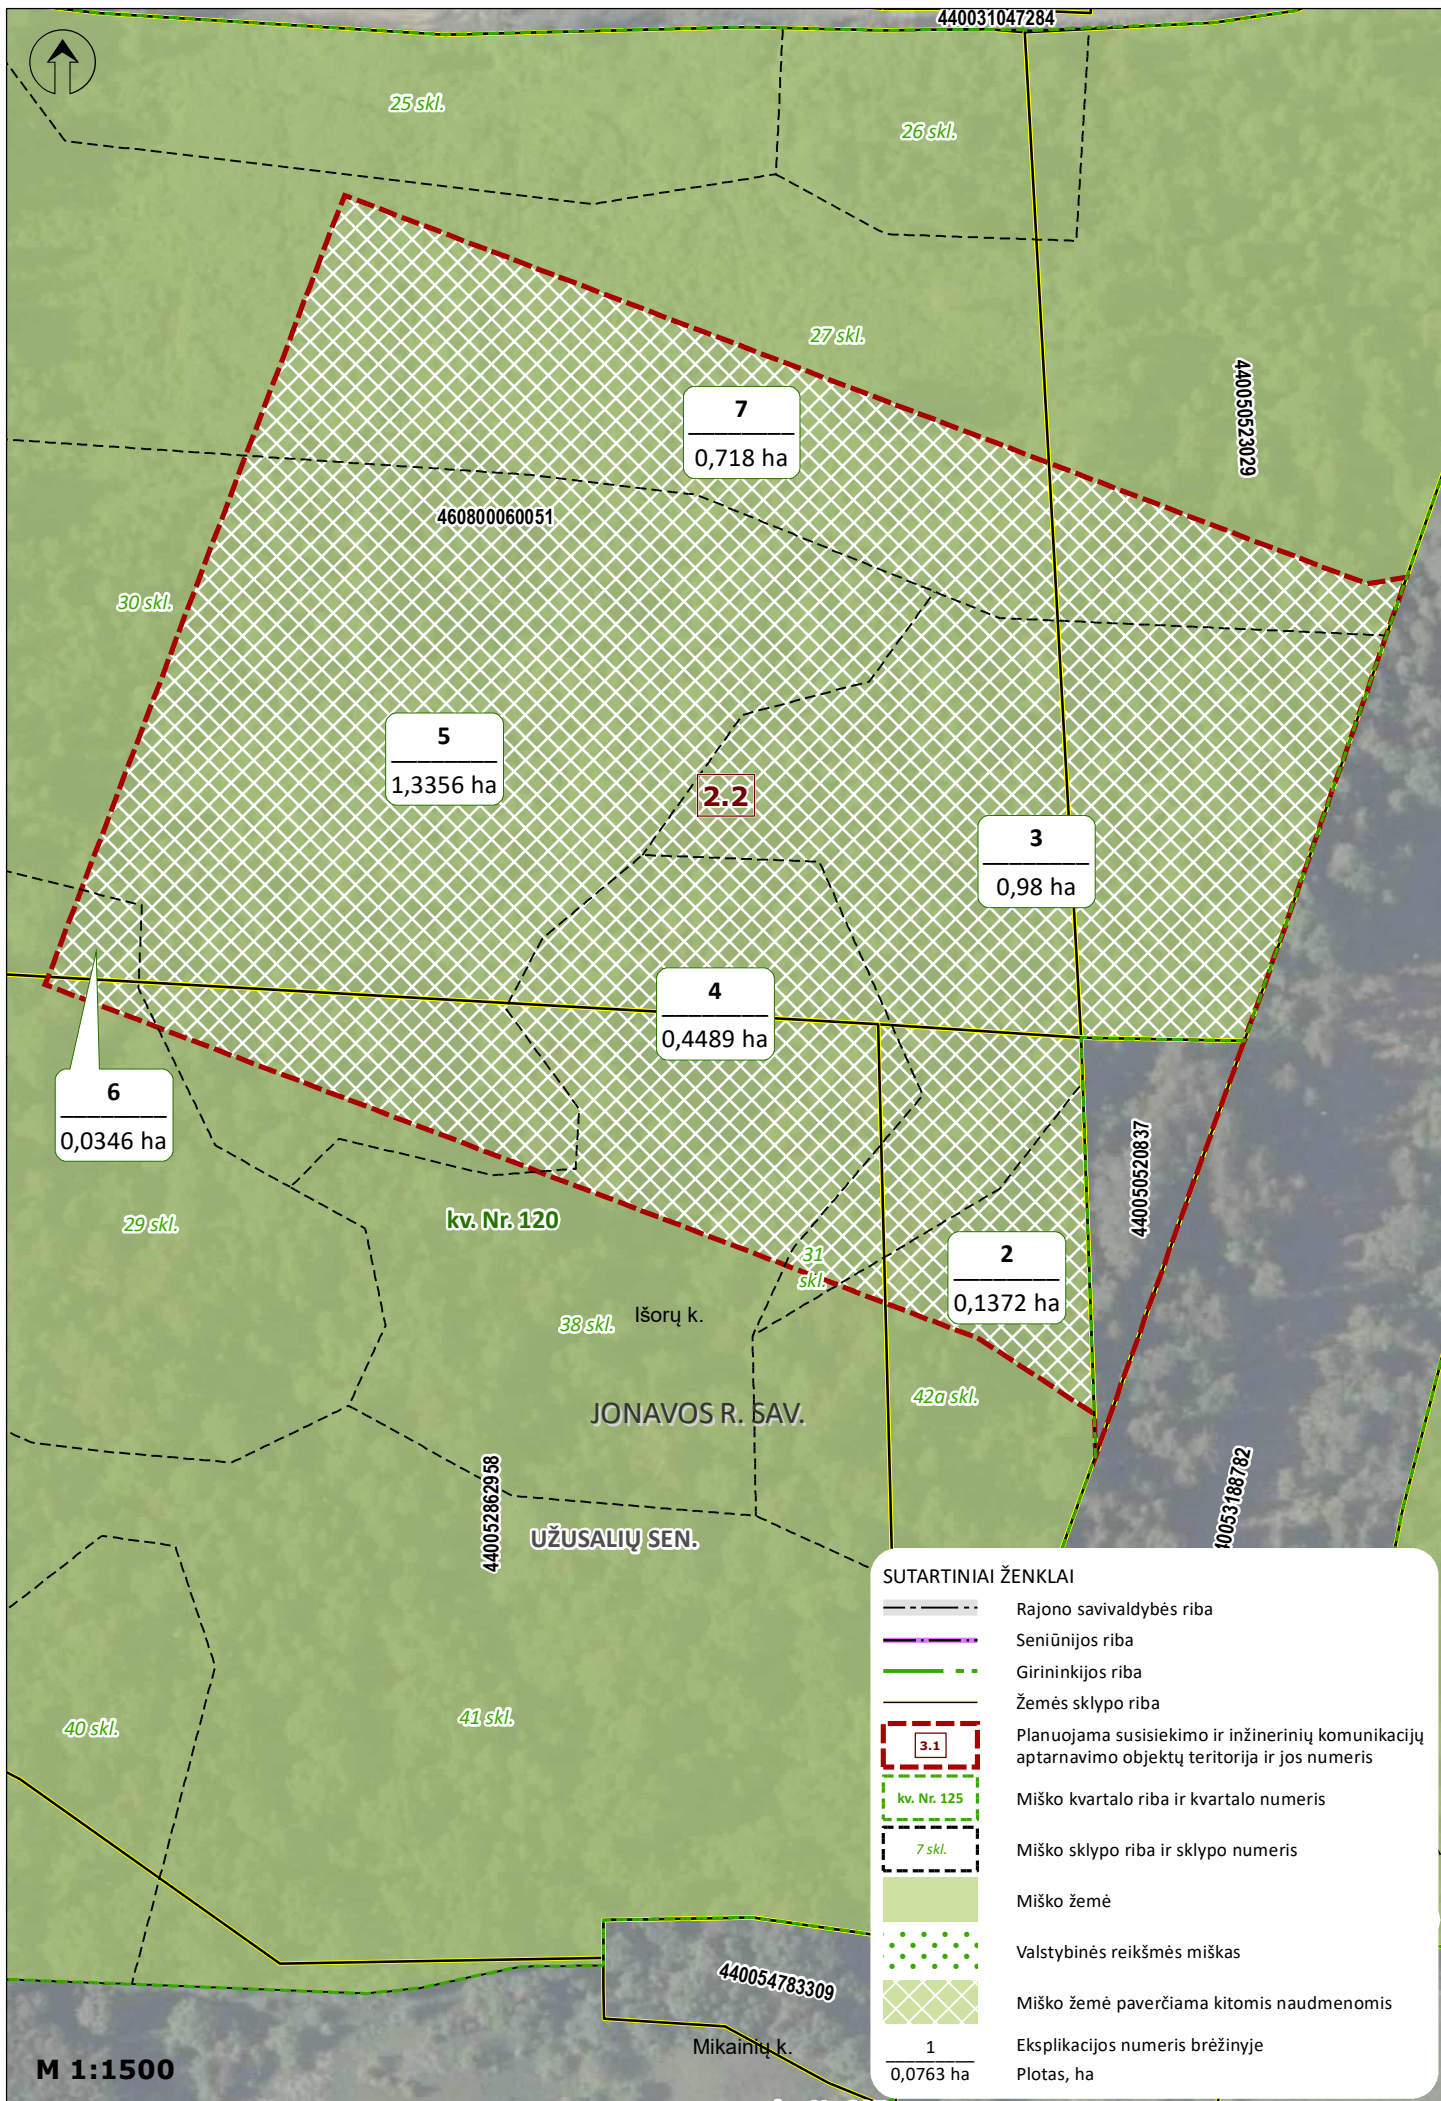 440031047284
25 skl.
26 skl.
27 skl.
440050523029
7
0,718 ha
460800060051
30 skl.
5
1,3356 ha
2.2
3
0,98 ha
4
0,4489 ha
6
0,0346 ha
440050520837
29 skl.
kv. Nr. 120
31
skl.
2
0,1372 ha
38 skl.
Išorų k.
42a skl.
JONAVOS R. SAV.
440052862958
UŽUSALIŲ SEN.
40 skl.
41 skl.
440054783309
Mikainių k.
M 1:1500
SUTARTINIAI ŽENKLAI
Rajono savivaldybės riba
Seniūnijos riba
Girininkijos riba
Žemės sklypo riba
3.1
Planuojama susisiekimo ir inžinerinių komunikacijų
aptarnavimo objektų teritorija ir jos numeris
kv. Nr. 125
Miško kvartalo riba ir kvartalo numeris
7 skl.
Miško sklypo riba ir sklypo numeris
Miško žemė
Valstybinės reikšmės miškas
Miško žemė paverčiama kitomis naudmenomis
1
Eksplikacijos numeris brėžinyje
0,0763 ha
Plotas, ha